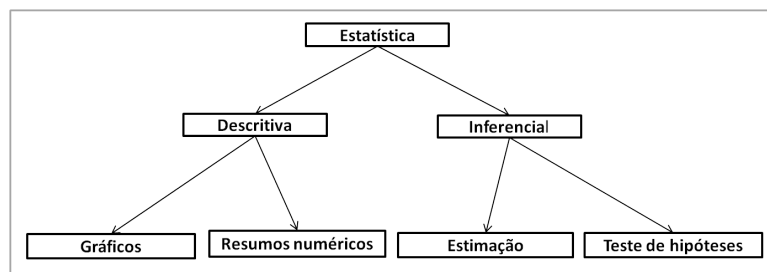 Estatística
Descritiva
Inferencial
Gráficos
Resumos numéricos
Estimação
Teste de hipóteses